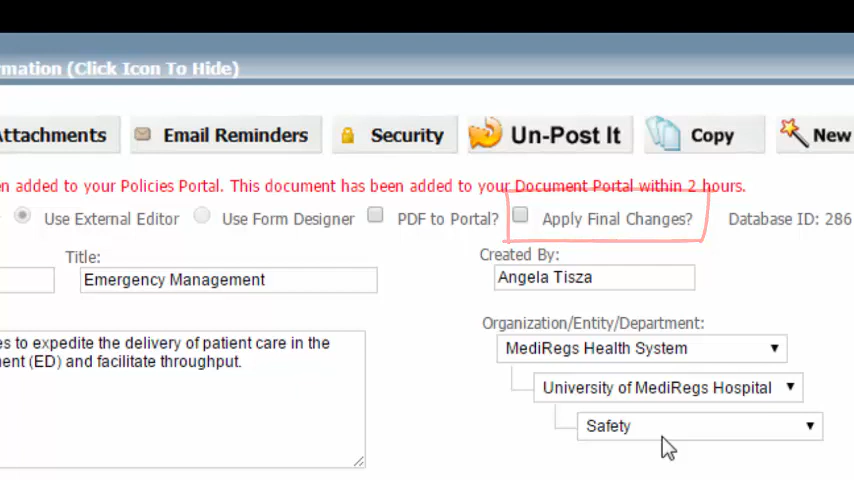 rmation (Click Icon To Hide)
Attachments Email Reminders Security Un-Post It Copy New
en added to your Policies Portal. This document has been added to your Document Portal within 2 hours.
Use External Editor Use Form Designer PDF to Portal? Apply Final Changes? Database ID: 286
Title: Created By:
Emergency Management Angela Tisza
Organization/Entity/Department:
es to expedite the delivery of patient care in the MediRegs Health System
ment (ED) and facilitate throughput.
University of MediRegs Hospital
Safety